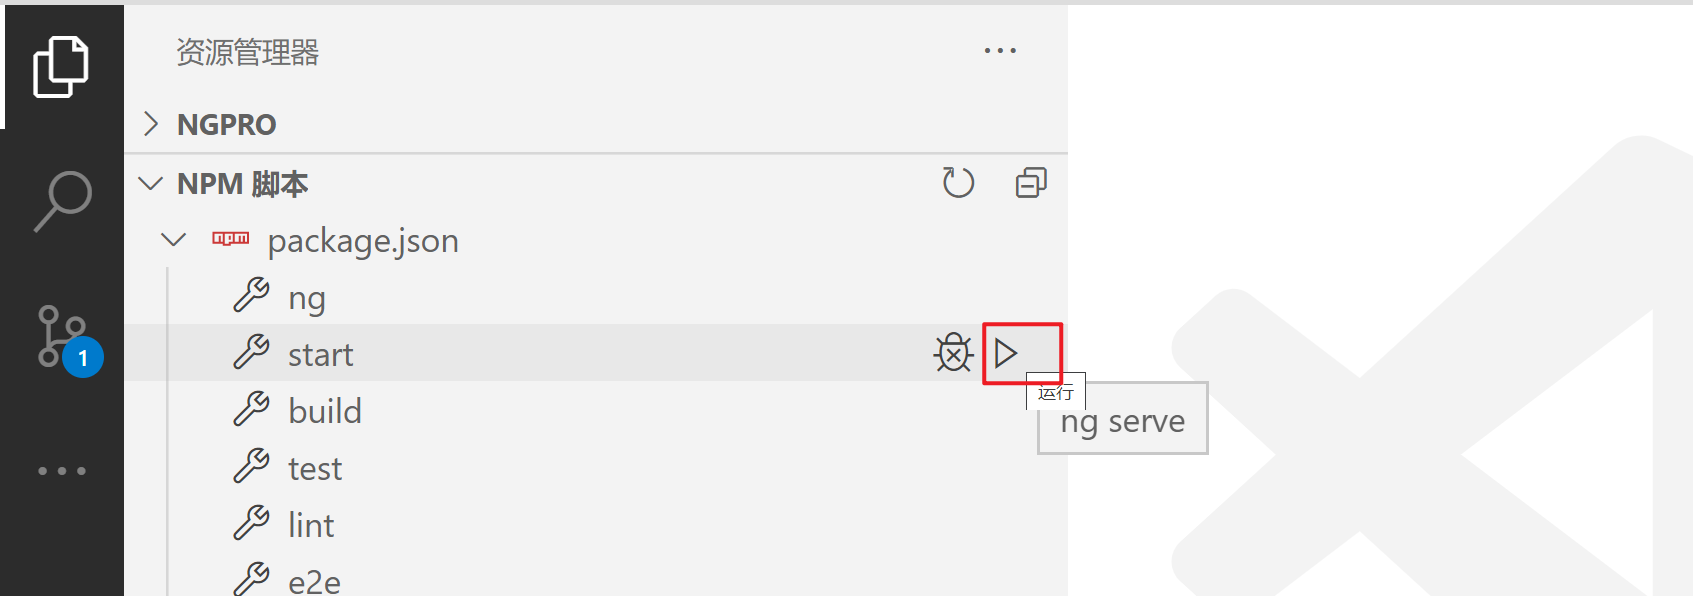 资源管理器
NGPRO
NPM 脚本
npm package.json
ng
start
运行
ng serve
build
test
lint
e2e
1